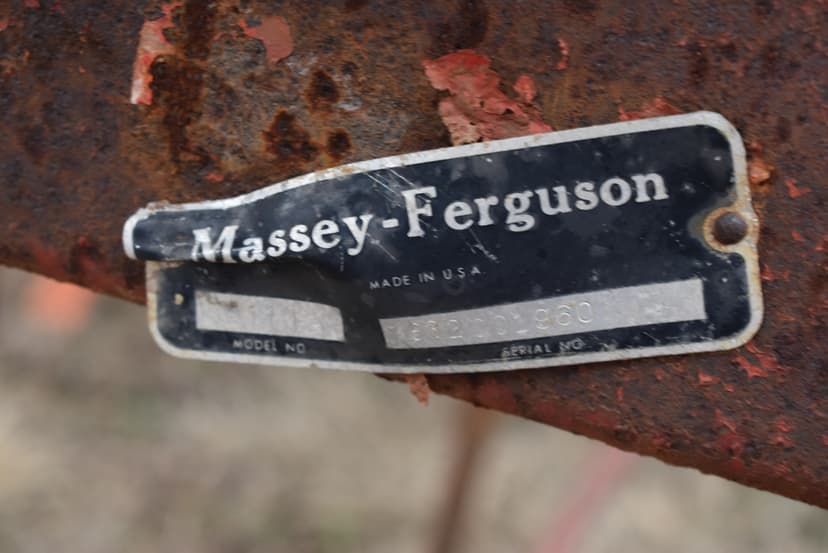 Massey-Ferguson
MADE IN U.S.A.
MODEL NO.
SERIAL NO.